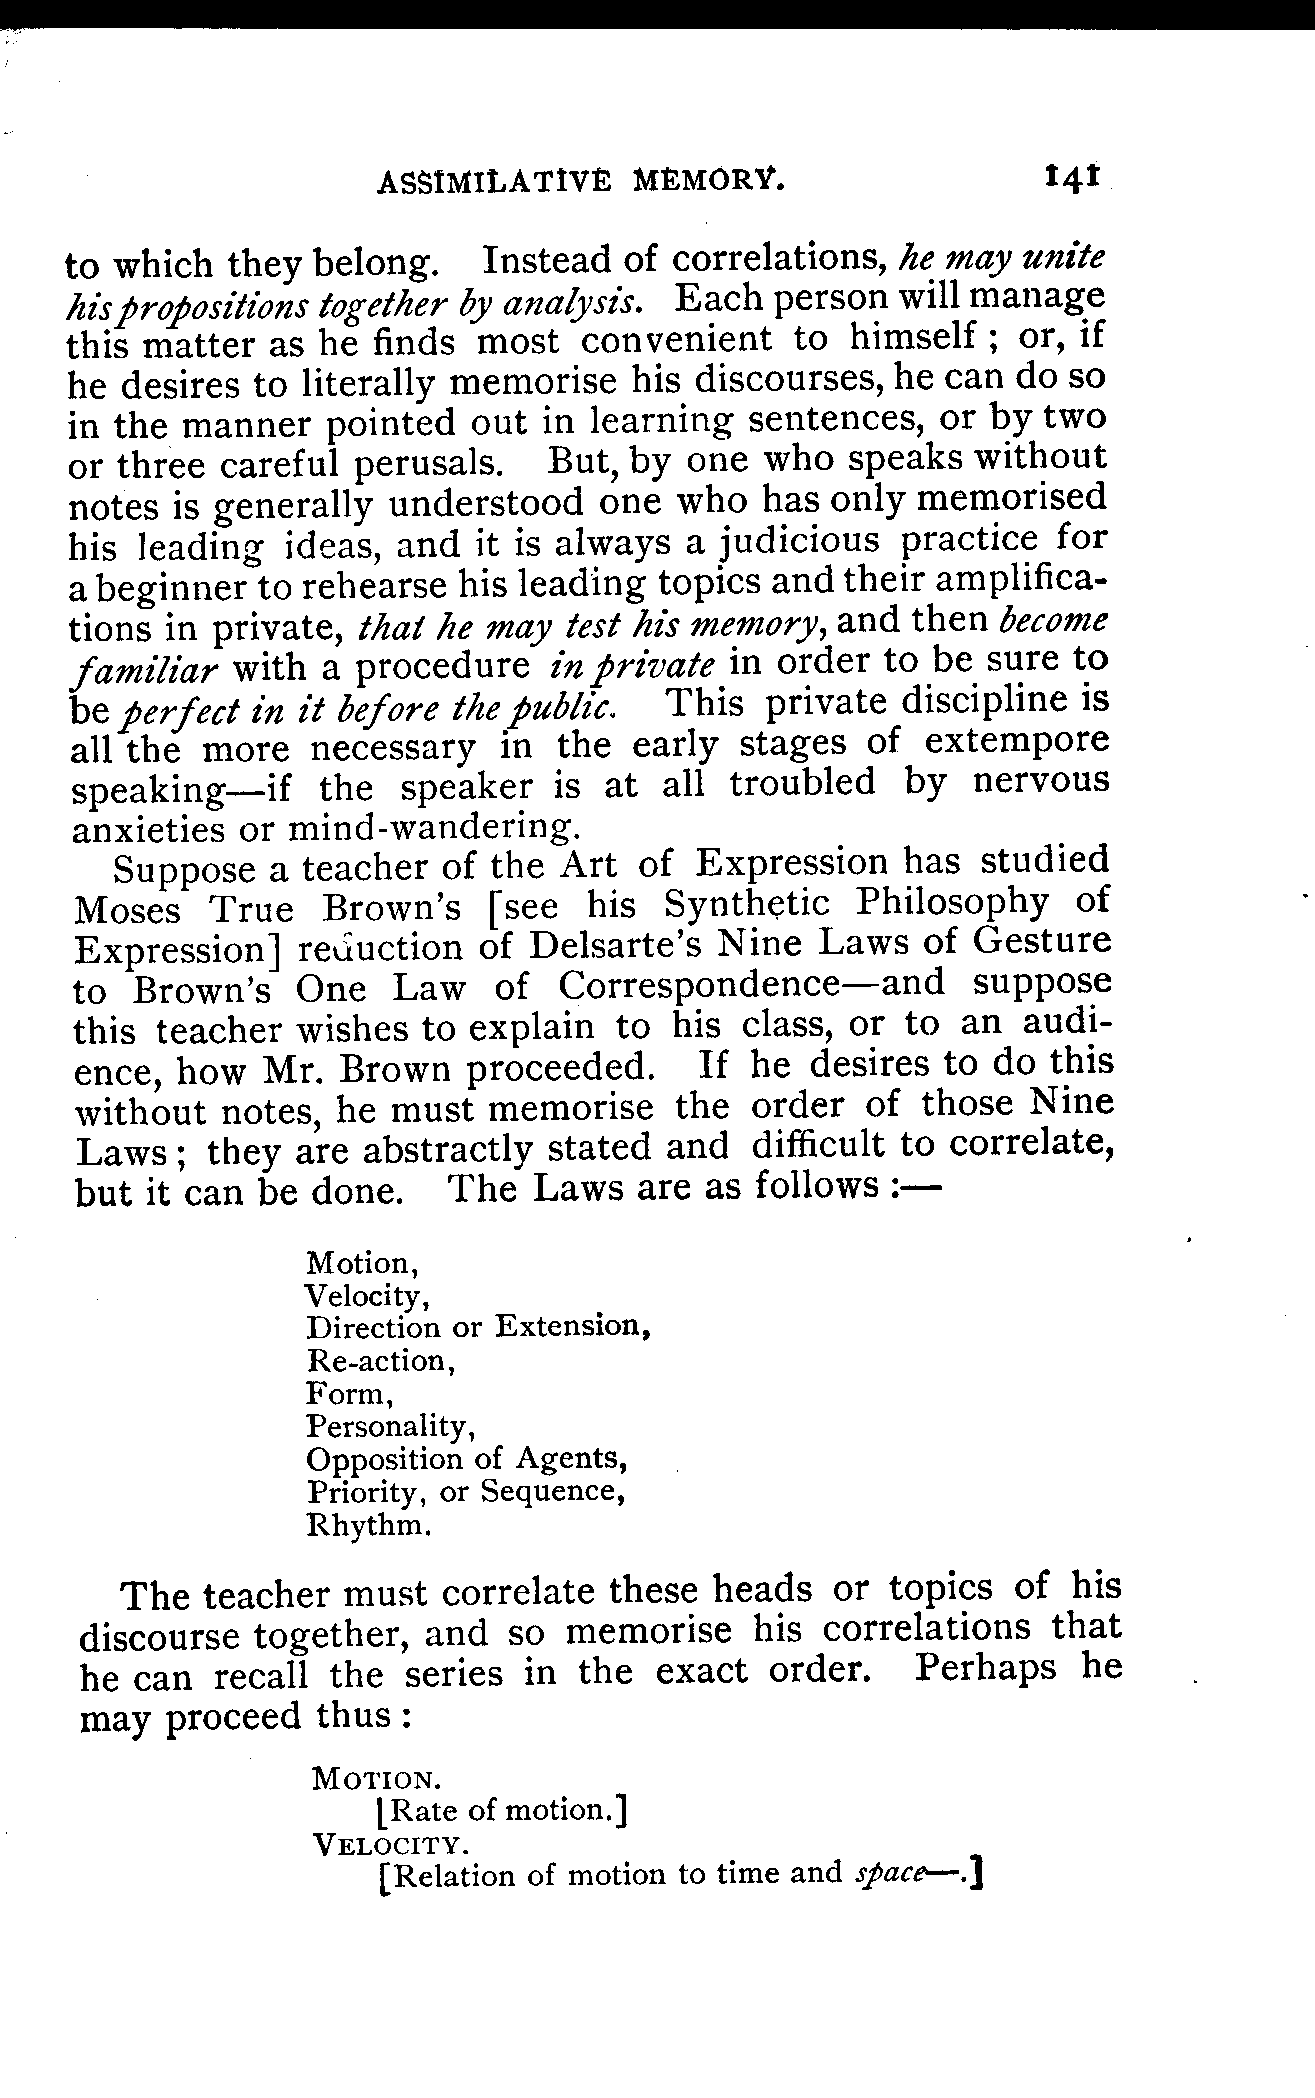 ASSIMILATIVE MEMORY. 141
to which they belong. Instead of correlations, he may unite
his propositions together by analysis. Each person will manage
this matter as he finds most convenient to himself ; or, if
he desires to literally memorise his discourses, he can do so
in the manner pointed out in learning sentences, or by two
or three careful perusals. But, by one who speaks without
notes is generally understood one who has only memorised
his leading ideas, and it is always a judicious practice for
a beginner to rehearse his leading topics and their amplifica-
tions in private, that he may test his memory, and then become
familiar with a procedure in private in order to be sure to
be perfect in it before the public. This private discipline is
all the more necessary in the early stages of extempore
speaking—if the speaker is at all troubled by nervous
anxieties or mind-wandering.
Suppose a teacher of the Art of Expression has studied
Moses True Brown's [see his Synthetic Philosophy of
Expression] reduction of Delsarte's Nine Laws of Gesture
to Brown's One Law of Correspondence—and suppose
this teacher wishes to explain to his class, or to an audi-
ence, how Mr. Brown proceeded. If he desires to do this
without notes, he must memorise the order of those Nine
Laws ; they are abstractly stated and difficult to correlate,
but it can be done. The Laws are as follows :—
Motion,
Velocity,
Direction or Extension,
Re-action,
Form,
Personality,
Opposition of Agents,
Priority, or Sequence,
Rhythm.
The teacher must correlate these heads or topics of his
discourse together, and so memorise his correlations that
he can recall the series in the exact order. Perhaps he
may proceed thus :
MOTION.
[Rate of motion.]
VELOCITY.
[Relation of motion to time and space—.]